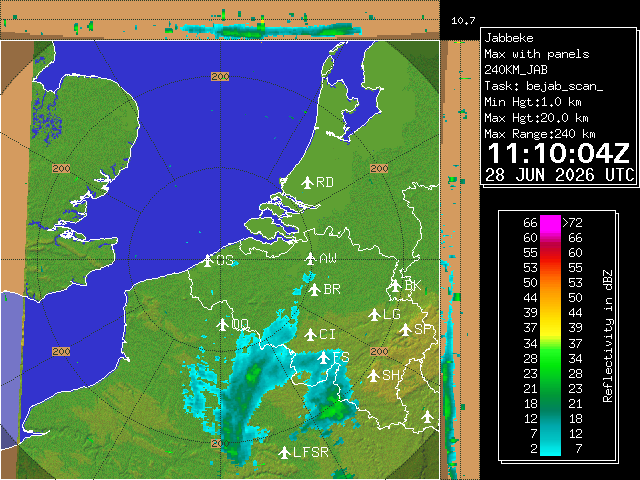 10.7
Jabbeke
Max with panels
240KM_JAB
Task: bejab_scan_
Min Hgt:1.0 km
Max Hgt:20.0 km
Max Range:240 km
11:10:04Z
28 JUN 2026 UTC
200
200
200
RD
OS
AW
BR
BK
LG
OO
CI
SP
FS
200
200
SH
200
LFSR
66 >72
60 66
55 60
53 55
50 53
44 50
39 44
37 39
34 37
28 34
23 28
21 23
18 21
12 18
7 12
2 7
Reflectivity in dBZ